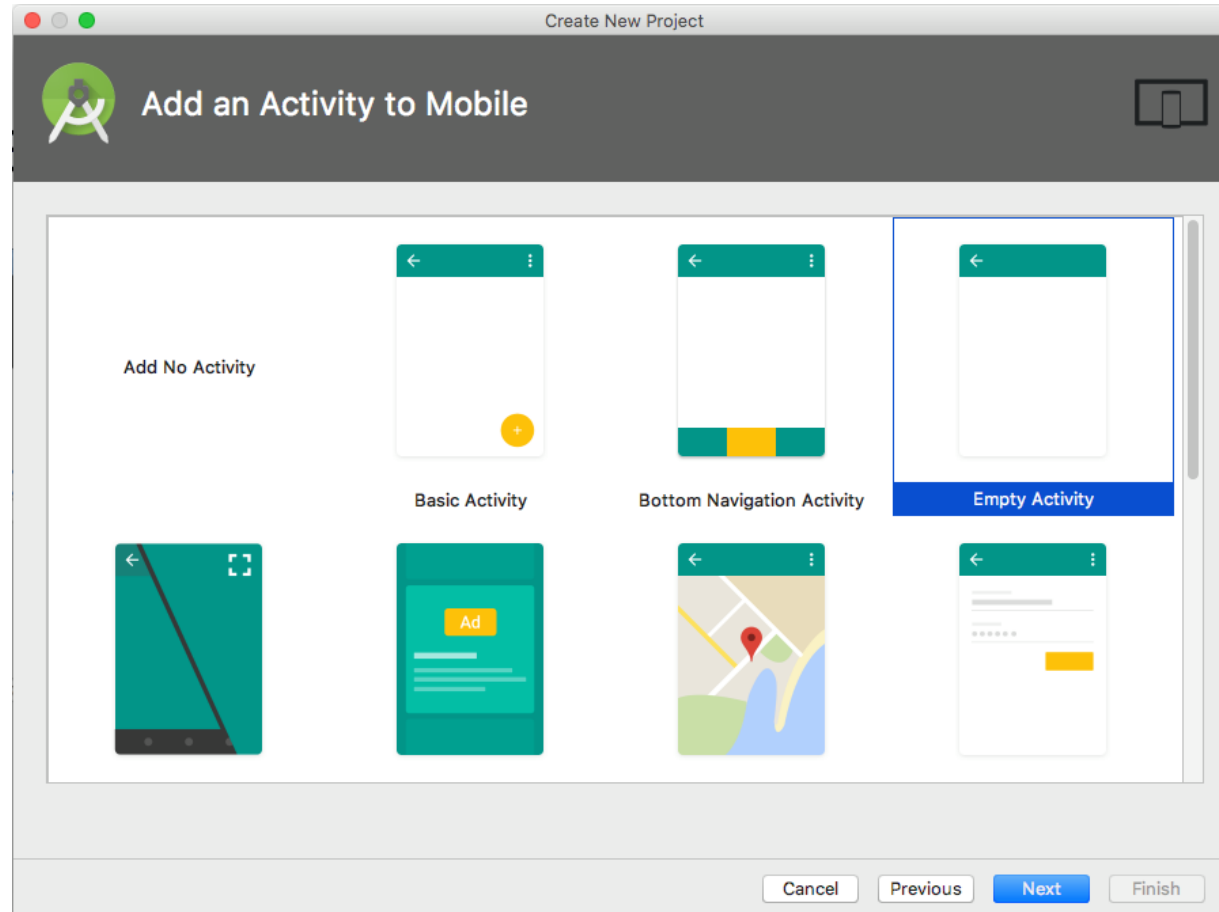 Create New Project
Add an Activity to Mobile
Add No Activity
Basic Activity
Bottom Navigation Activity
Empty Activity
Ad
Cancel
Previous
Next
Finish